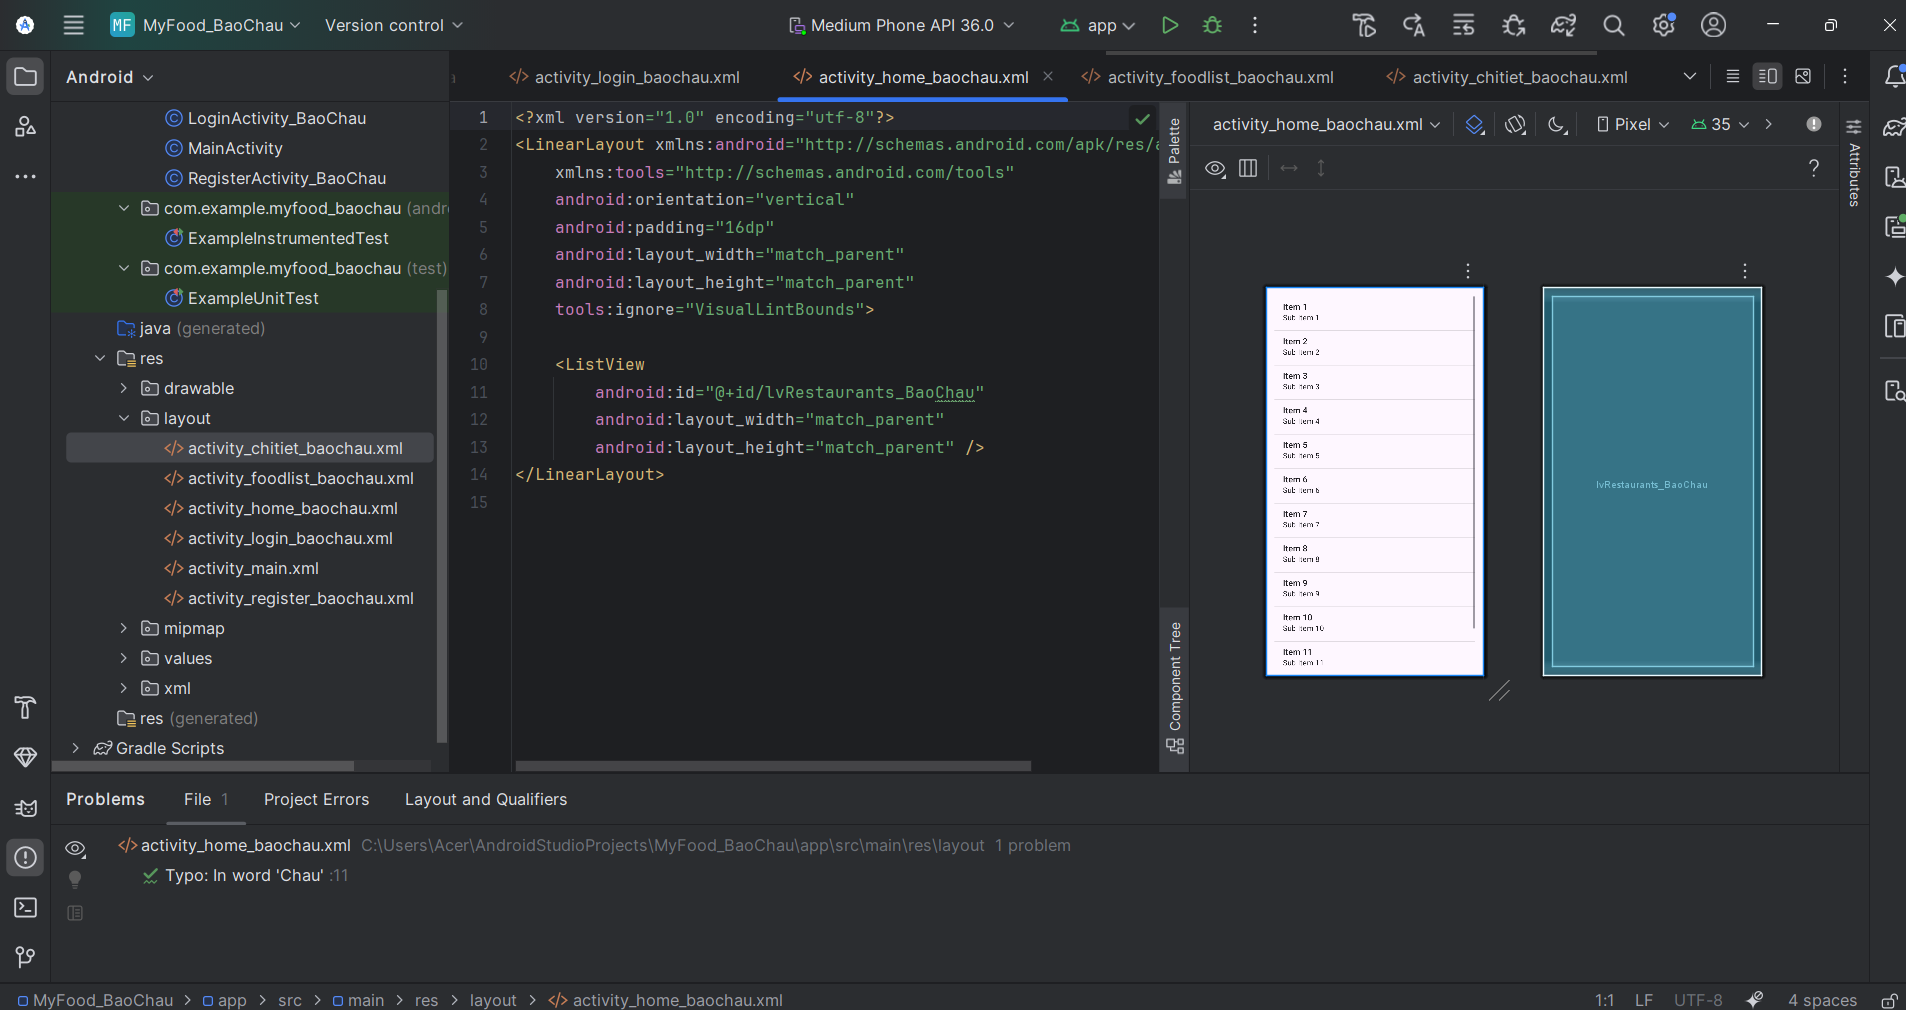 MF MyFood_BaoChau Version control Medium Phone API 36.0 app
Android
activity_login_baochau.xml activity_home_baochau.xml activity_foodlist_baochau.xml activity_chitiet_baochau.xml
LoginActivity_BaoChau
MainActivity
RegisterActivity_BaoChau
com.example.myfood_baochau (andr
ExampleInstrumentedTest
com.example.myfood_baochau (test)
ExampleUnitTest
java (generated)
res
drawable
layout
activity_chitiet_baochau.xml
activity_foodlist_baochau.xml
activity_home_baochau.xml
activity_login_baochau.xml
activity_main.xml
activity_register_baochau.xml
mipmap
values
xml
res (generated)
Gradle Scripts
1 <?xml version="1.0" encoding="utf-8"?>
2 <LinearLayout xmlns:android="http://schemas.android.com/apk/res/a
3 xmlns:tools="http://schemas.android.com/tools"
4 android:orientation="vertical"
5 android:padding="16dp"
6 android:layout_width="match_parent"
7 android:layout_height="match_parent"
8 tools:ignore="VisualLintBounds">
9
10 <ListView
11 android:id="@+id/lvRestaurants_BaoChau"
12 android:layout_width="match_parent"
13 android:layout_height="match_parent" />
14 </LinearLayout>
15
Palette
Component Tree
activity_home_baochau.xml Pixel 35
?
Attributes
Item 1
Sub Item 1
Item 2
Sub Item 2
Item 3
Sub Item 3
Item 4
Sub Item 4
Item 5
Sub Item 5
Item 6
Sub Item 6
Item 7
Sub Item 7
Item 8
Sub Item 8
Item 9
Sub Item 9
Item 10
Sub Item 10
Item 11
Sub Item 11
lvRestaurants_BaoChau
Problems File 1 Project Errors Layout and Qualifiers
activity_home_baochau.xml C:\Users\Acer\AndroidStudioProjects\MyFood_BaoChau\app\src\main\res\layout 1 problem
Typo: In word 'Chau' :11
MyFood_BaoChau > app > src > main > res > layout > activity_home_baochau.xml
1:1 LF UTF-8 4 spaces